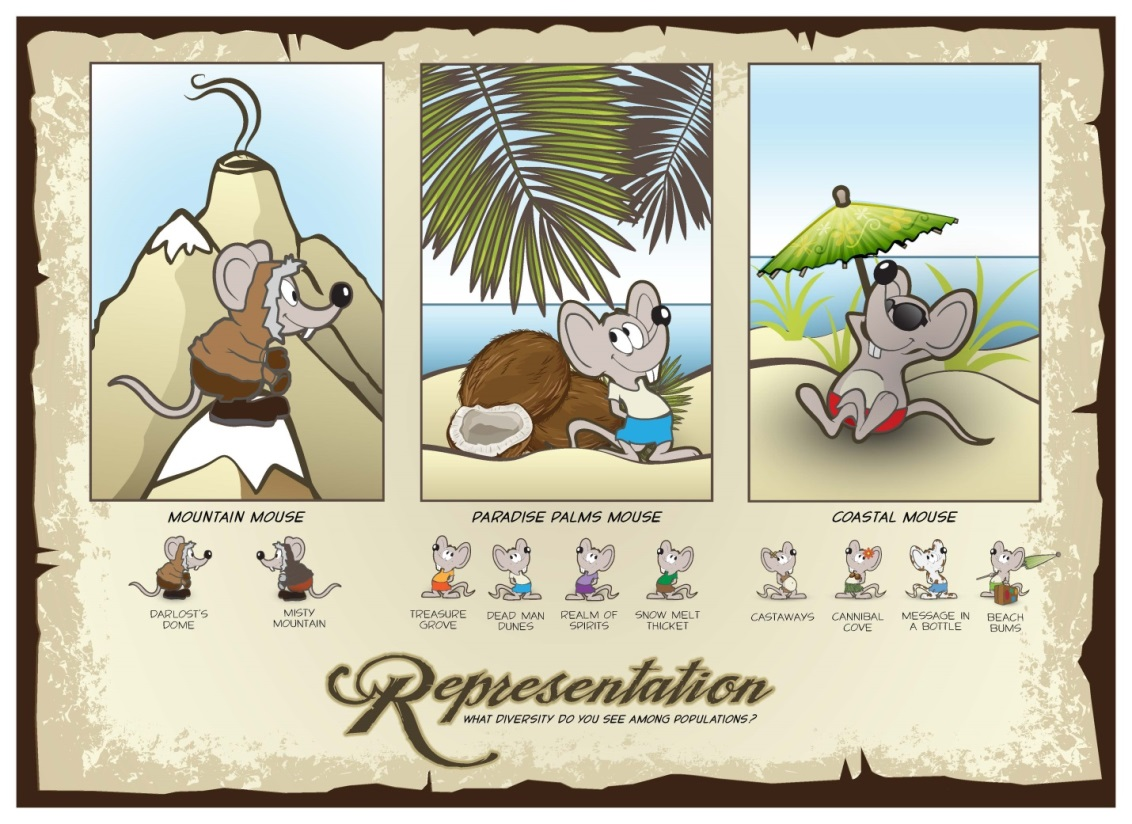 MOUNTAIN MOUSE
PARADISE PALMS MOUSE
COASTAL MOUSE
DARLOST'S
DOME
MISTY
MOUNTAIN
TREASURE
GROVE
DEAD MAN
DUNES
REALM OF
SPIRITS
SNOW MELT
THICKET
CASTAWAYS
CANNIBAL
COVE
MESSAGE IN
A BOTTLE
BEACH
BUMS
Representation
WHAT DIVERSITY DO YOU SEE AMONG POPULATIONS?